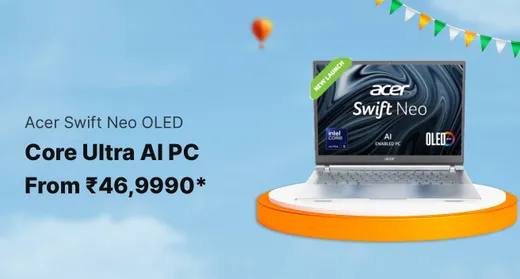 Acer Swift Neo OLED
Core Ultra AI PC
From ₹46,9990*
NEW LAUNCH
acer
Swift Neo
intel
CORE
AI
ENABLED PC
OLED